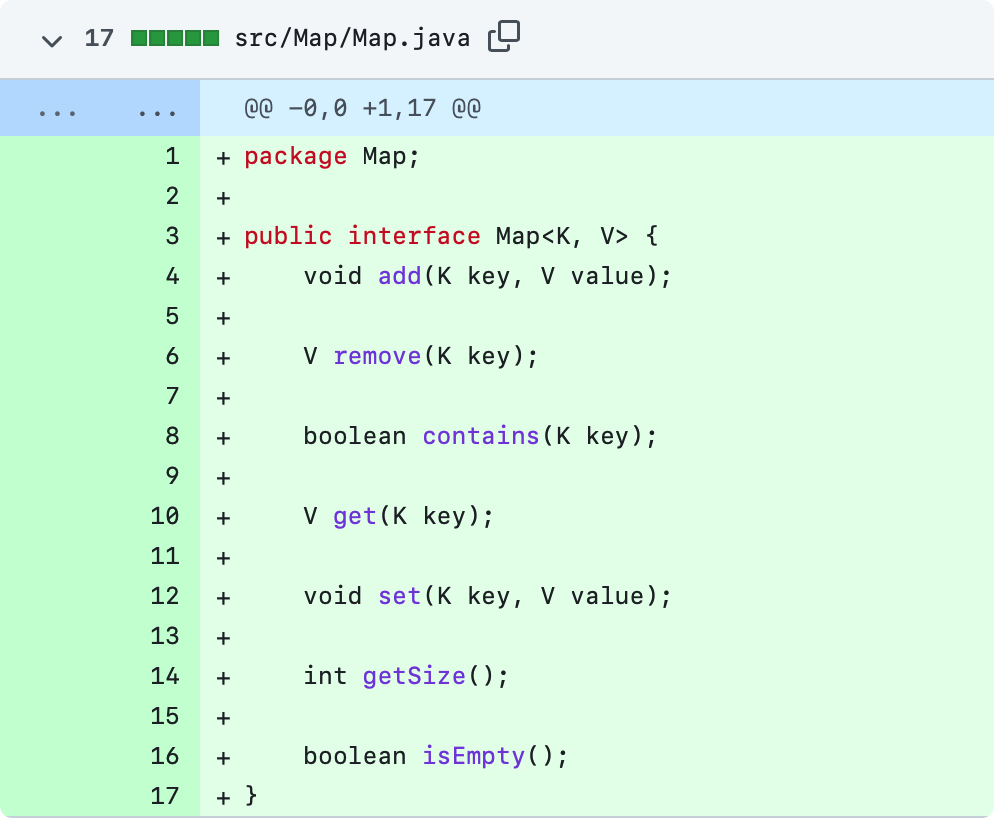 17 src/Map/Map.java
... ... @@ -0,0 +1,17 @@
1 + package Map;
2 +
3 + public interface Map<K, V> {
4 +     void add(K key, V value);
5 +
6 +     V remove(K key);
7 +
8 +     boolean contains(K key);
9 +
10 +     V get(K key);
11 +
12 +     void set(K key, V value);
13 +
14 +     int getSize();
15 +
16 +     boolean isEmpty();
17 + }